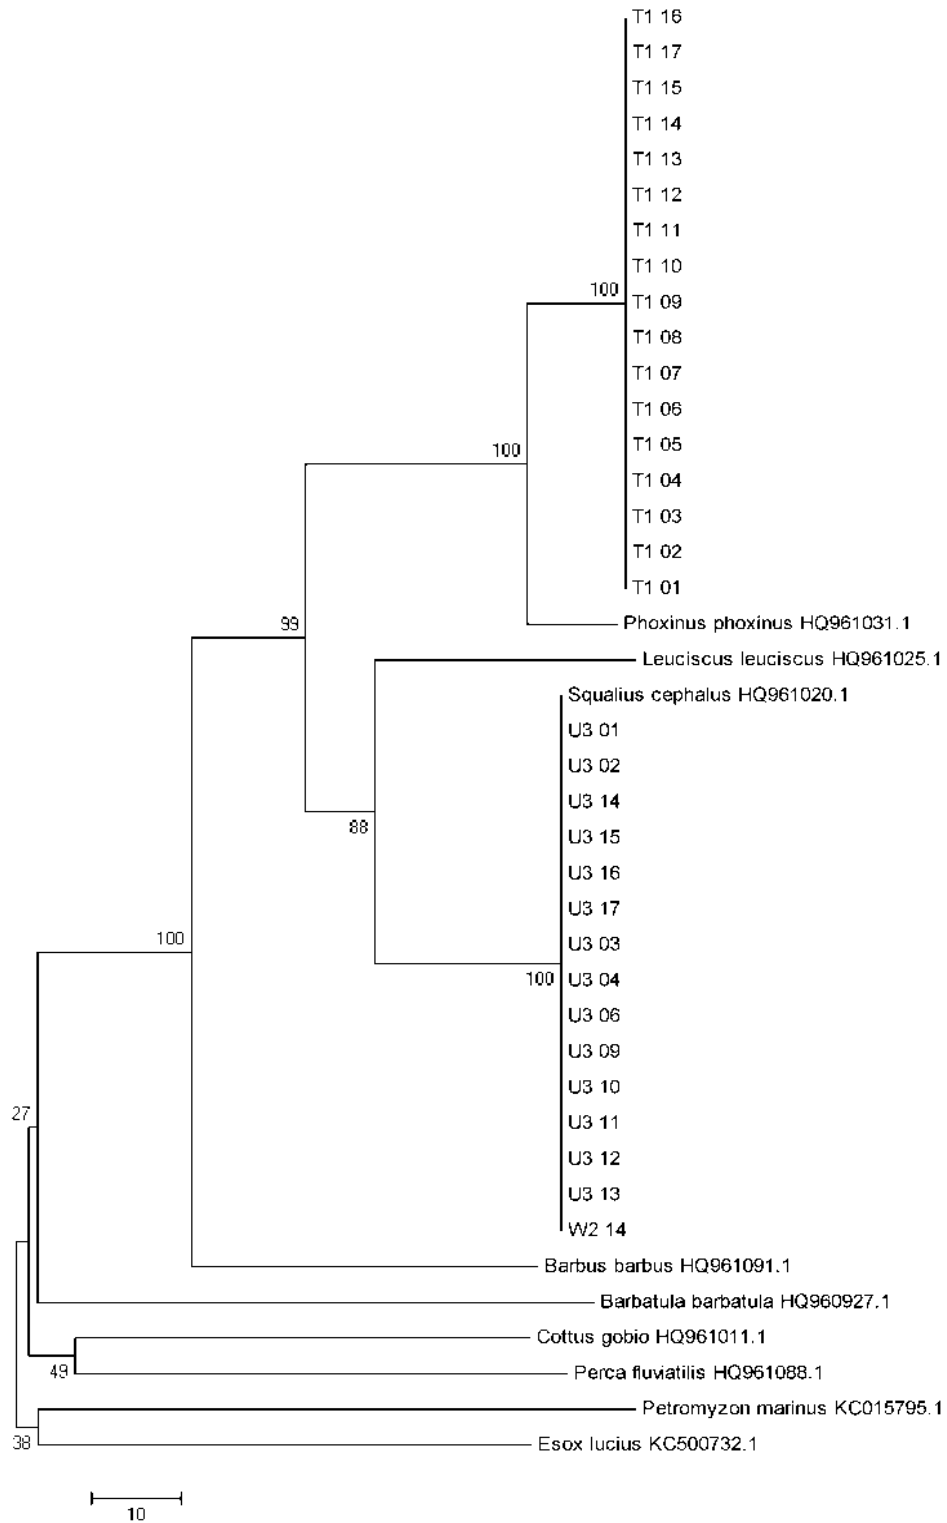 T1 16
T1 17
T1 15
T1 14
T1 13
T1 12
T1 11
T1 10
100
T1 09
T1 08
T1 07
T1 06
100
T1 05
T1 04
T1 03
T1 02
T1 01
99
Phoxinus phoxinus HQ961031.1
Leuciscus leuciscus HQ961025.1
Squalius cephalus HQ961020.1
U3 01
U3 02
U3 14
88
U3 15
U3 16
U3 17
100
U3 03
100
U3 04
U3 06
U3 09
U3 10
27
U3 11
U3 12
U3 13
W2 14
Barbus barbus HQ961091.1
Barbatula barbatula HQ960927.1
Cottus gobio HQ961011.1
49
Perca fluviatilis HQ961088.1
Petromyzon marinus KC015795.1
38
Esox lucius KC500732.1
10